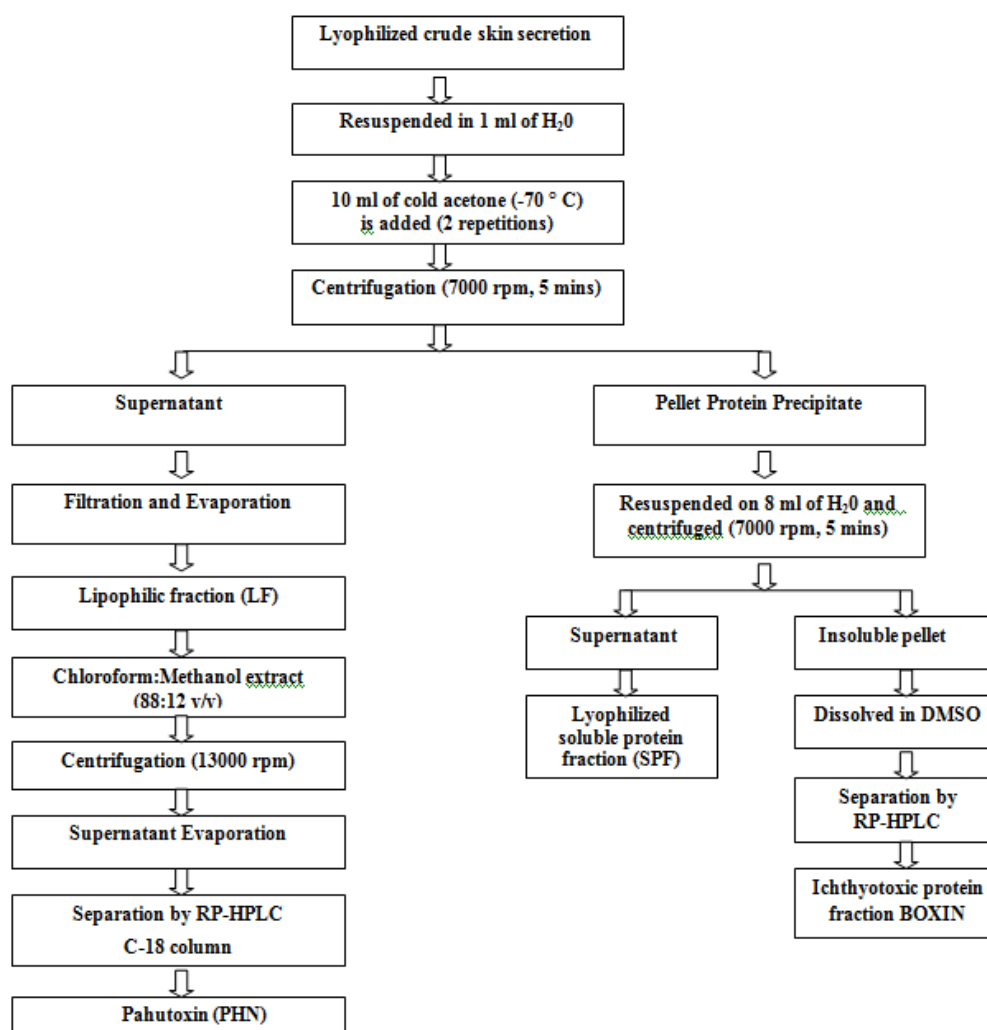 Lyophilized crude skin secretion
Resuspended in 1 ml of H₂0
10 ml of cold acetone (-70 ° C)
is added (2 repetitions)
Centrifugation (7000 rpm, 5 mins)
Supernatant
Filtration and Evaporation
Lipophilic fraction (LF)
Chloroform:Methanol extract
(88:12 v/v)
Centrifugation (13000 rpm)
Supernatant Evaporation
Separation by RP-HPLC
C-18 column
Pahutoxin (PHN)
Pellet Protein Precipitate
Resuspended on 8 ml of H₂0 and
centrifuged (7000 rpm, 5 mins)
Supernatant
Lyophilized
soluble protein
fraction (SPF)
Insoluble pellet
Dissolved in DMSO
Separation by
RP-HPLC
Ichthyotoxic protein
fraction BOXIN